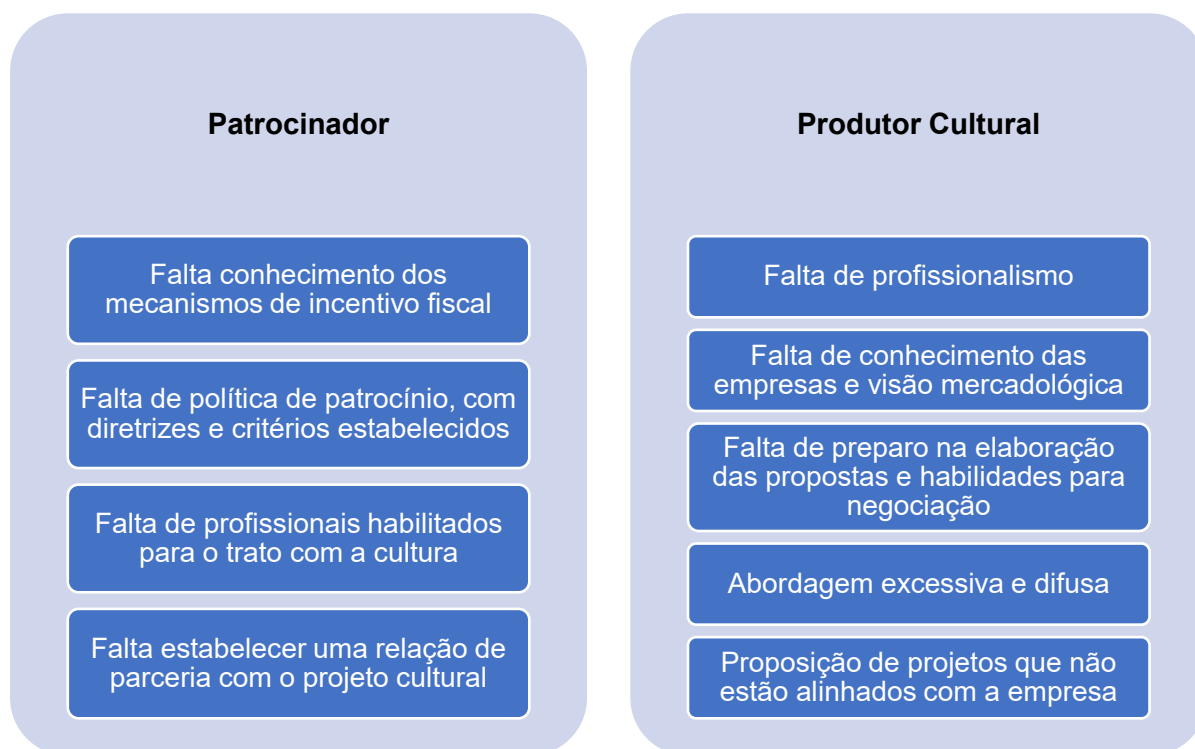 Patrocinador
Falta conhecimento dos
mecanismos de incentivo fiscal
Falta de política de patrocínio, com
diretrizes e critérios estabelecidos
Falta de profissionais habilitados
para o trato com a cultura
Falta estabelecer uma relação de
parceria com o projeto cultural
Produtor Cultural
Falta de profissionalismo
Falta de conhecimento das
empresas e visão mercadológica
Falta de preparo na elaboração
das propostas e habilidades para
negociação
Abordagem excessiva e difusa
Proposição de projetos que não
estão alinhados com a empresa